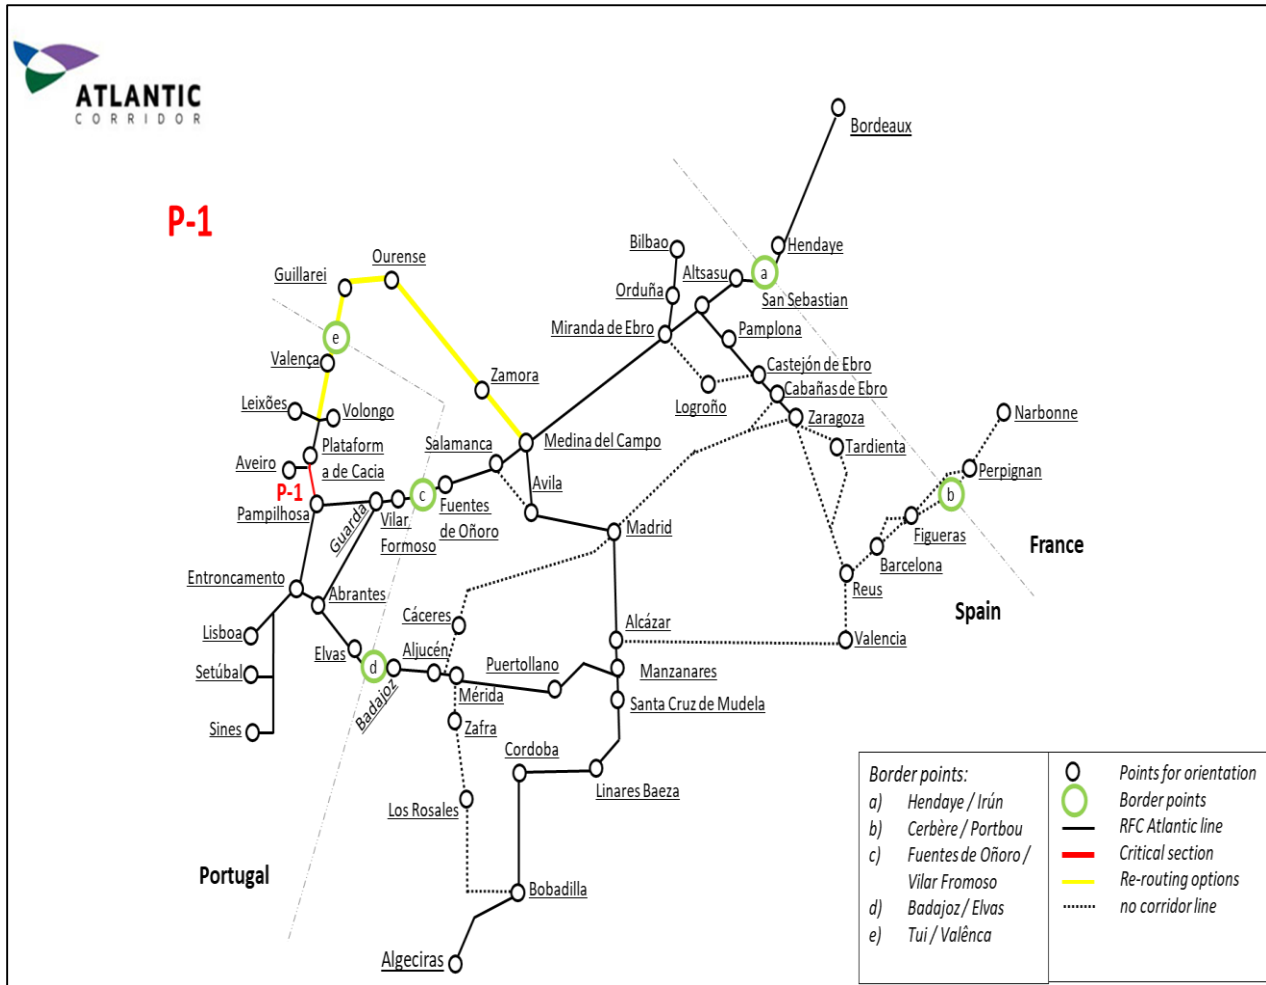 ATLANTIC
CORRIDOR
P-1
Bordeaux
Hendaye
Bilbao
Altsasu
a
Ourense
Guillarei
Orduña
San Sebastian
Miranda de Ebro
Pamplona
e
Valença
Castejón de Ebro
Zamora
Cabañas de Ebro
Leixões
Volongo
Logroño
Zaragoza
Narbonne
Salamanca
Medina del Campo
Tardienta
Plataform
a de Cacia
Aveiro
Perpignan
Avila
P-1
c
b
Pampilhosa
Guarda
Vilar
Formoso
Fuentes
de Oñoro
Madrid
Figueras
France
Barcelona
Entroncamento
Abrantes
Reus
Spain
Cáceres
Alcázar
Lisboa
Valencia
Elvas
d
Aljucén
Puertollano
Manzanares
Setúbal
Badajoz
Mérida
Santa Cruz de Mudela
Sines
Zafra
Cordoba
Linares Baeza
Los Rosales
Portugal
Bobadilla
Algeciras
Border points:
a) Hendaye / Irún
b) Cerbère / Portbou
c) Fuentes de Oñoro /
Vilar Fromoso
d) Badajoz / Elvas
e) Tui / Valênca
Points for orientation
Border points
RFC Atlantic line
Critical section
Re-routing options
no corridor line